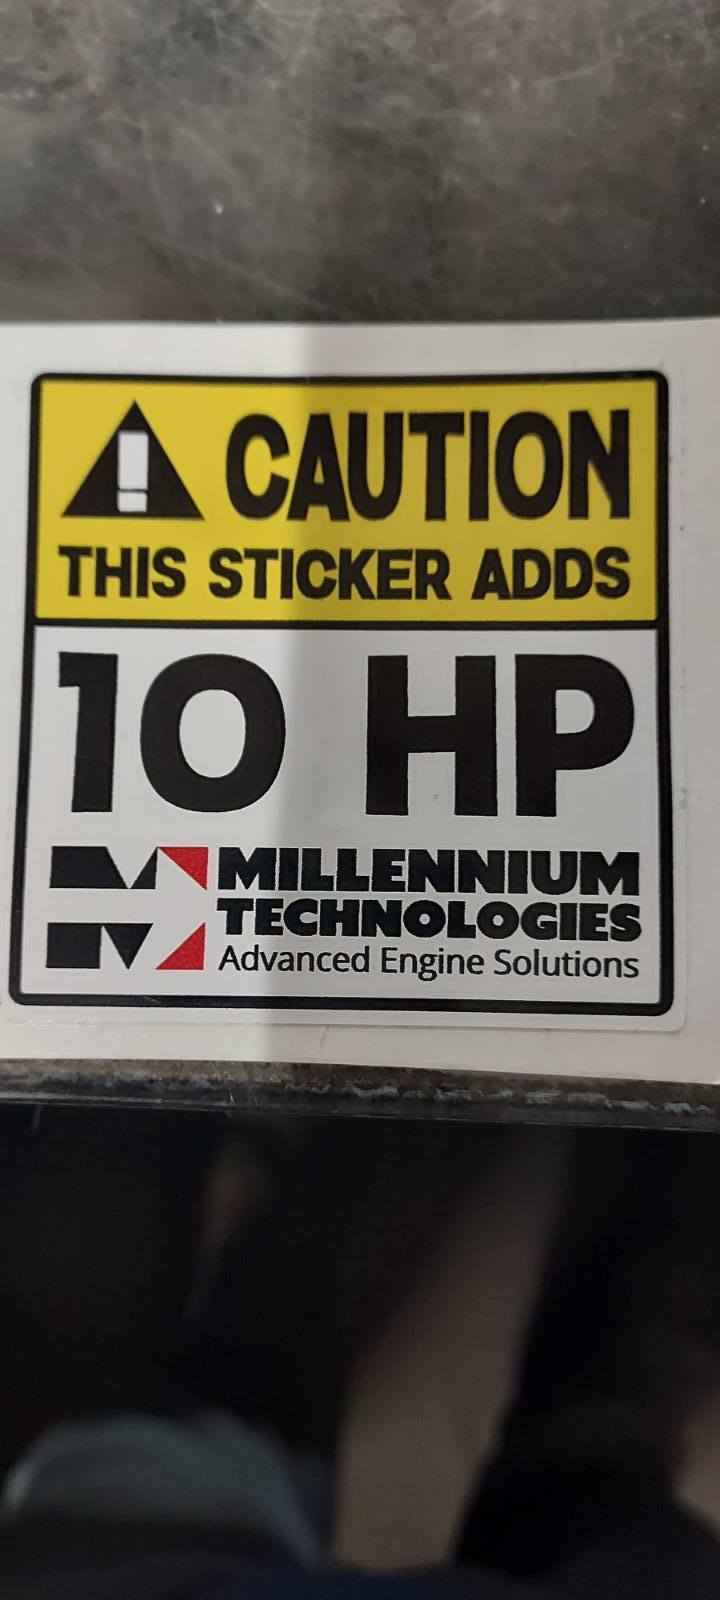 CAUTION
THIS STICKER ADDS
10 HP
MILLENNIUM
TECHNOLOGIES
Advanced Engine Solutions